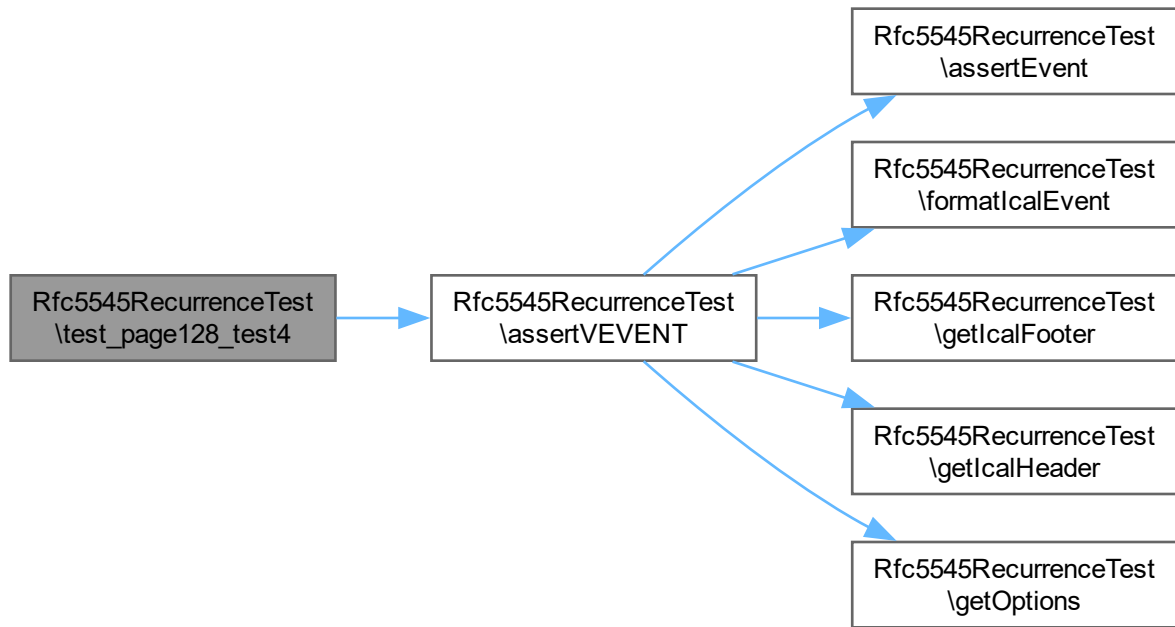 Rfc5545RecurrenceTest
\test_page128_test4
Rfc5545RecurrenceTest
\assertVEVENT
Rfc5545RecurrenceTest
\assertEvent
Rfc5545RecurrenceTest
\formatIcalEvent
Rfc5545RecurrenceTest
\getIcalFooter
Rfc5545RecurrenceTest
\getIcalHeader
Rfc5545RecurrenceTest
\getOptions